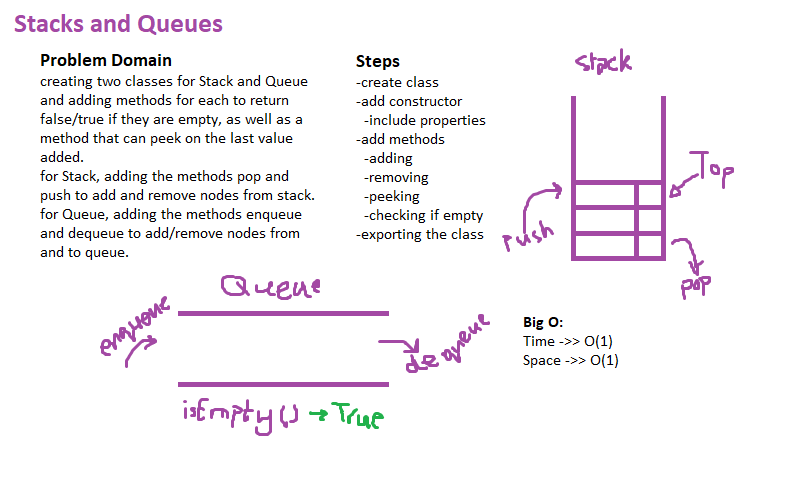 Stacks and Queues
Problem Domain
creating two classes for Stack and Queue
and adding methods for each to return
false/true if they are empty, as well as a
method that can peek on the last value
added.
for Stack, adding the methods pop and
push to add and remove nodes from stack.
for Queue, adding the methods enqueue
and dequeue to add/remove nodes from
and to queue.
Steps
-create class
-add constructor
-include properties
-add methods
-adding
-removing
-peeking
-checking if empty
-exporting the class
stack
Top
push
pop
Queue
enqueue
dequeue
isEmpty() → True
Big O:
Time ->> O(1)
Space ->> O(1)